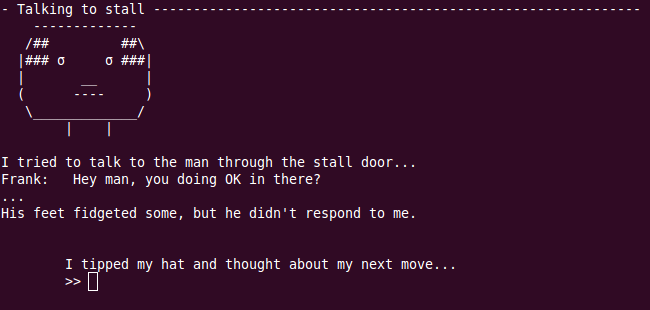 - Talking to stall -------------------------------------------------------------
    -------------
   /##         ##\
  |### σ     σ ###|
  |       __      |
  (      ----     )
   \_____________/
        |    |
I tried to talk to the man through the stall door...
Frank:   Hey man, you doing OK in there?
...
His feet fidgeted some, but he didn't respond to me.
        I tipped my hat and thought about my next move...
        >>